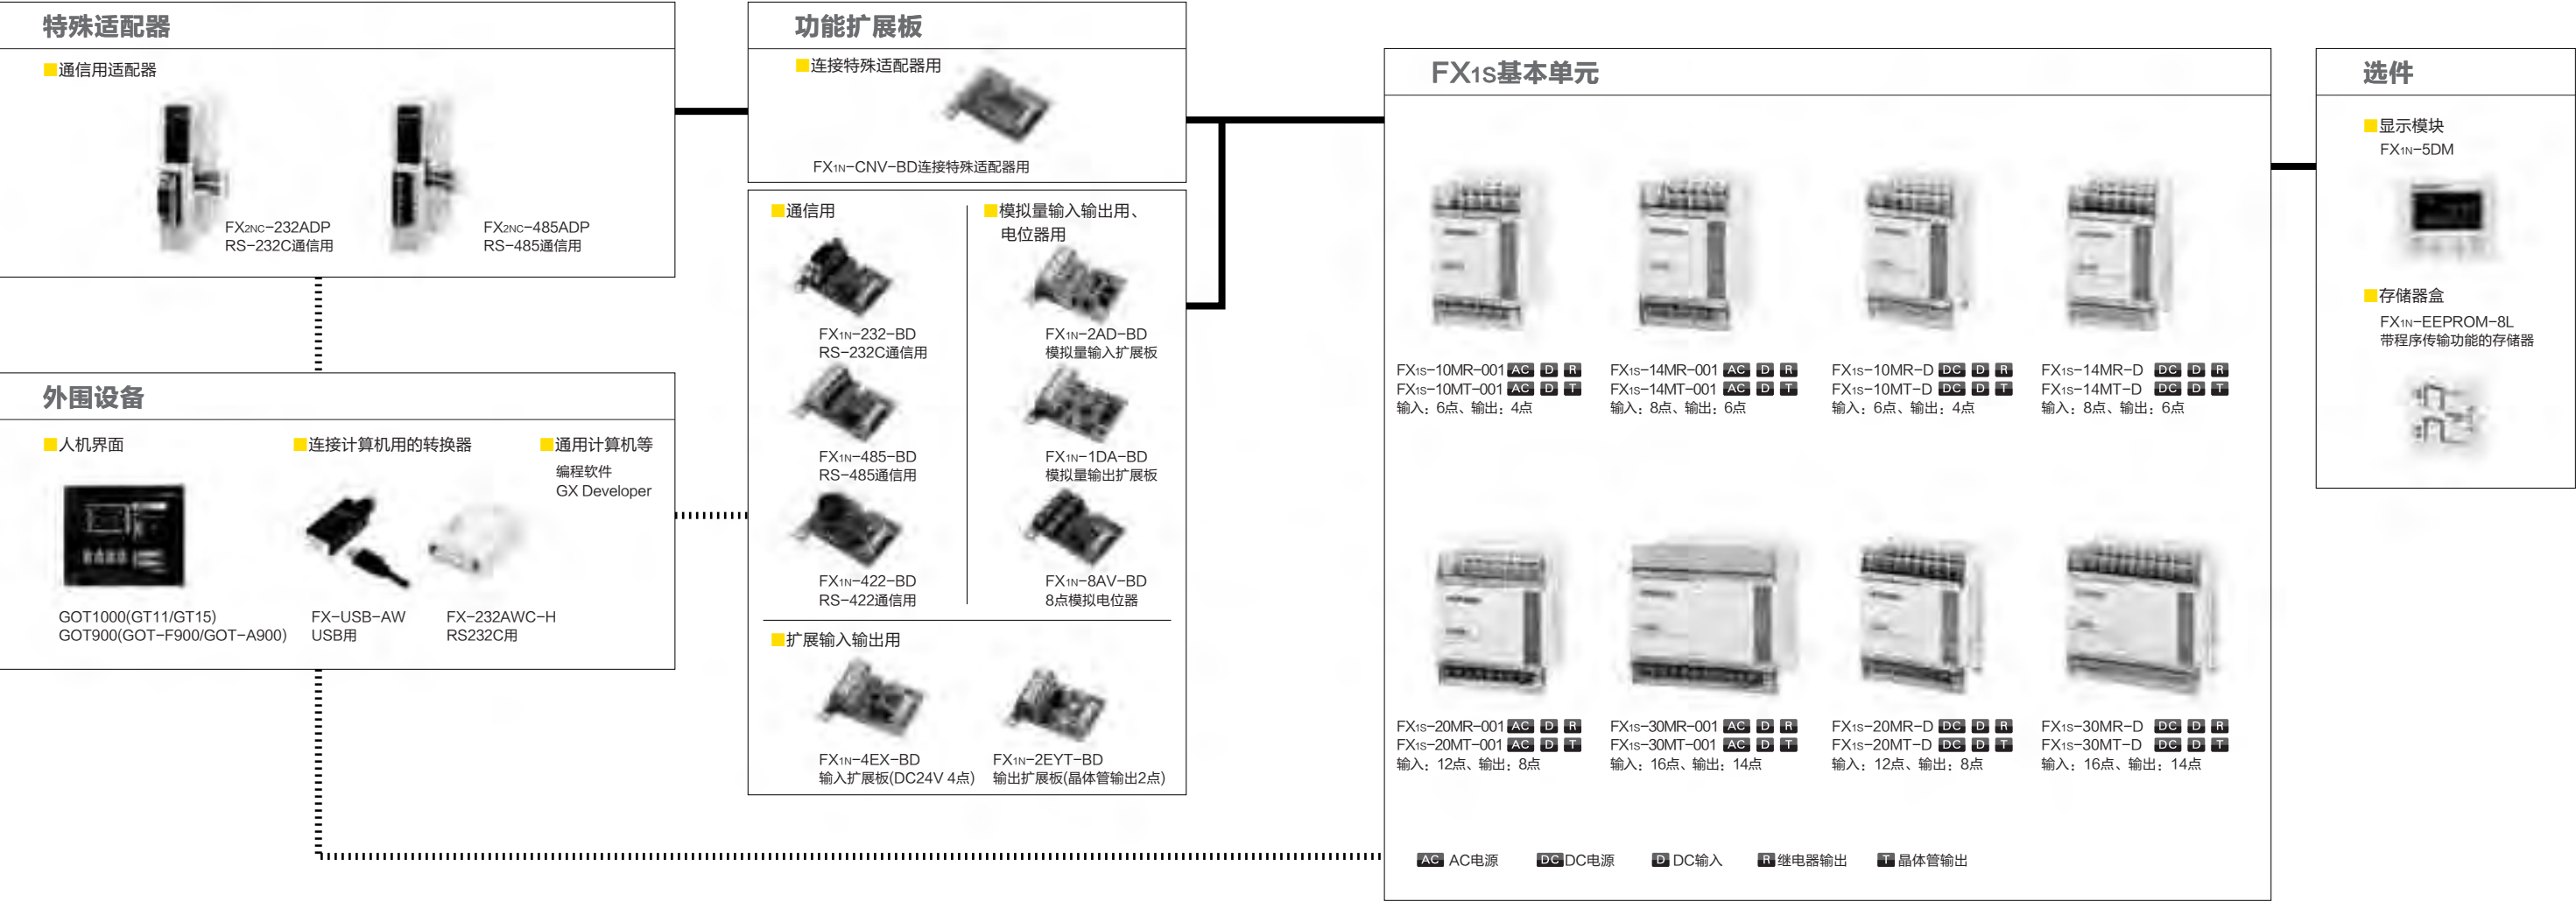 特殊适配器
■通信用适配器
FX2NC-232ADP
RS-232C通信用
FX2NC-485ADP
RS-485通信用
外围设备
■人机界面
GOT1000(GT11/GT15)
GOT900(GOT-F900/GOT-A900)
■连接计算机用的转换器
FX-USB-AW
USB用
FX-232AWC-H
RS232C用
■通用计算机等
编程软件
GX Developer
功能扩展板
■连接特殊适配器用
FX1N-CNV-BD连接特殊适配器用
■通信用
FX1N-232-BD
RS-232C通信用
FX1N-485-BD
RS-485通信用
FX1N-422-BD
RS-422通信用
■模拟量输入输出用、
电位器用
FX1N-2AD-BD
模拟量输入扩展板
FX1N-1DA-BD
模拟量输出扩展板
FX1N-8AV-BD
8点模拟电位器
■扩展输入输出用
FX1N-4EX-BD
输入扩展板(DC24V 4点)
FX1N-2EYT-BD
输出扩展板(晶体管输出2点)
FX1S基本单元
FX1S-10MR-001 AC D R
FX1S-10MT-001 AC D T
输入：6点、输出：4点
FX1S-14MR-001 AC D R
FX1S-14MT-001 AC D T
输入：8点、输出：6点
FX1S-10MR-D DC D R
FX1S-10MT-D DC D T
输入：6点、输出：4点
FX1S-14MR-D DC D R
FX1S-14MT-D DC D T
输入：8点、输出：6点
FX1S-20MR-001 AC D R
FX1S-20MT-001 AC D T
输入：12点、输出：8点
FX1S-30MR-001 AC D R
FX1S-30MT-001 AC D T
输入：16点、输出：14点
FX1S-20MR-D DC D R
FX1S-20MT-D DC D T
输入：12点、输出：8点
FX1S-30MR-D DC D R
FX1S-30MT-D DC D T
输入：16点、输出：14点
AC AC电源 DC DC电源 D DC输入 R 继电器输出 T 晶体管输出
选件
■显示模块
FX1N-5DM
■存储器盒
FX1N-EEPROM-8L
带程序传输功能的存储器